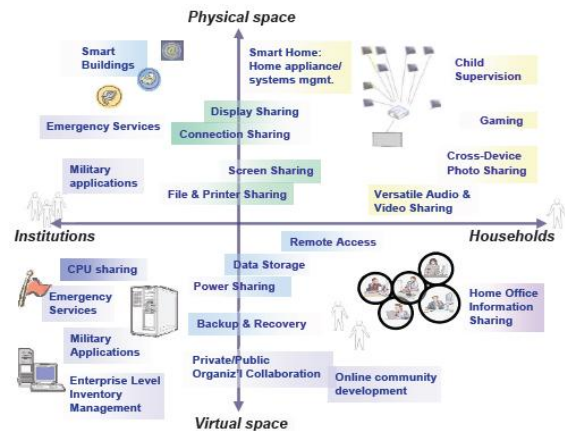 Physical space
Smart
Buildings
Smart Home:
Home appliance/
systems mgmt.
Child
Supervision
Display Sharing
Emergency Services
Connection Sharing
Gaming
Military
applications
Screen Sharing
Cross-Device
Photo Sharing
File & Printer Sharing
Versatile Audio &
Video Sharing
Institutions
Households
Remote Access
CPU sharing
Data Storage
Power Sharing
Emergency
Services
Home Office
Information
Sharing
Backup & Recovery
Military
Applications
Private/Public
Organiz'l Collaboration
Online community
development
Enterprise Level
Inventory
Management
Virtual space